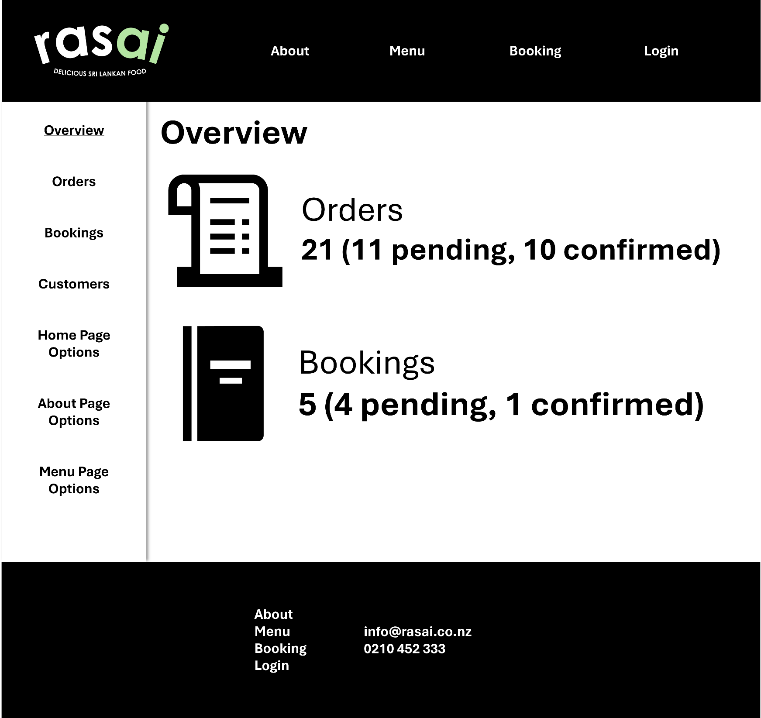 rasai
DELICIOUS SRI LANKAN FOOD
About
Menu
Booking
Login
Overview
Orders
Bookings
Customers
Home Page
Options
About Page
Options
Menu Page
Options
Overview
Orders
21 (11 pending, 10 confirmed)
Bookings
5 (4 pending, 1 confirmed)
About
Menu
Booking
Login
info@rasai.co.nz
0210 452 333